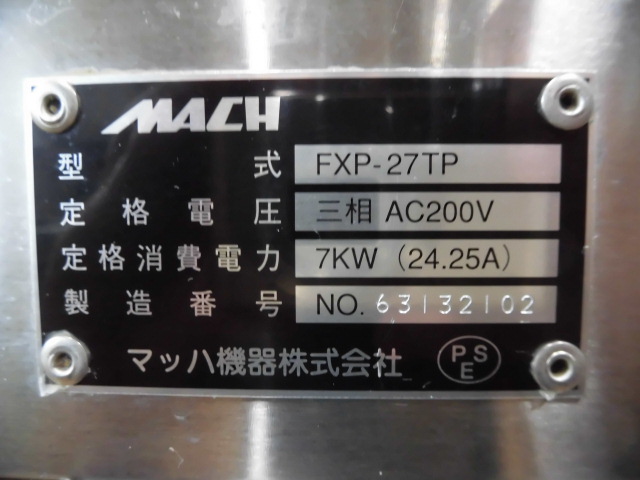 MACH
型式 FXP-27TP
定格電圧 三相 AC200V
定格消費電力 7KW (24.25A)
製造番号 NO. 63132102
マッハ機器株式会社 PSE